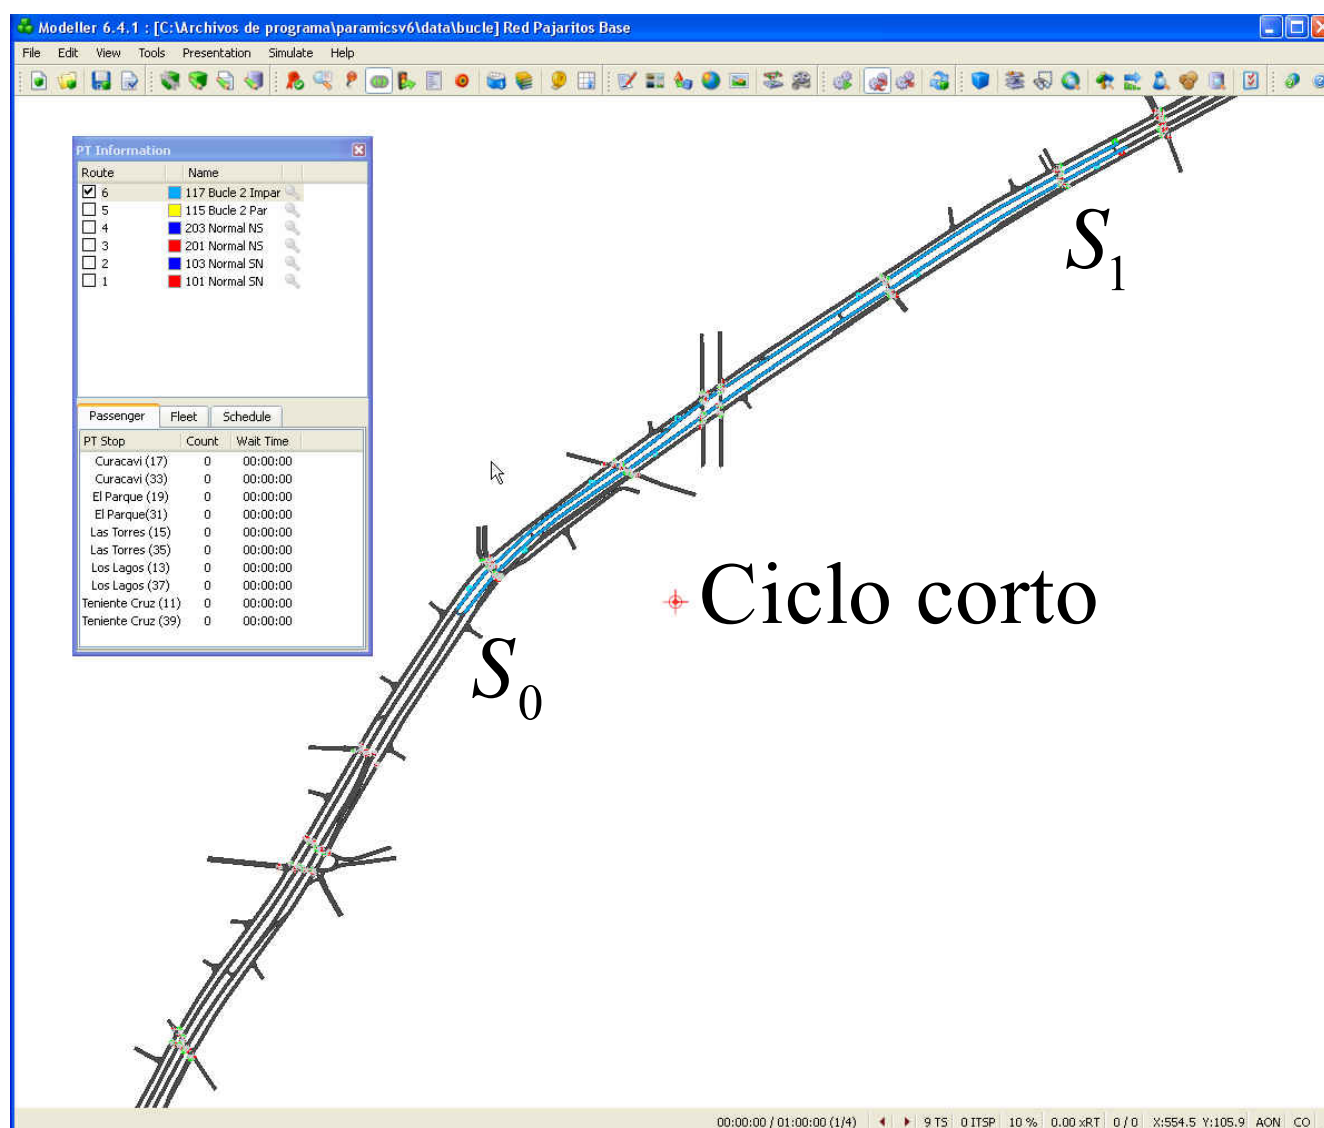 Modeller 6.4.1 : [C:\Archivos de programa\paramicsv6\data\bucle] Red Pajaritos Base
File Edit View Tools Presentation Simulate Help
PT Information
Route Name
6 117 Bucle 2 Impar
5 115 Bucle 2 Par
4 203 Normal NS
3 201 Normal NS
2 103 Normal SN
1 101 Normal SN
Passenger Fleet Schedule
PT Stop Count Wait Time
Curacavi (17) 0 00:00:00
Curacavi (33) 0 00:00:00
El Parque (19) 0 00:00:00
El Parque(31) 0 00:00:00
Las Torres (15) 0 00:00:00
Las Torres (35) 0 00:00:00
Los Lagos (13) 0 00:00:00
Los Lagos (37) 0 00:00:00
Teniente Cruz (11) 0 00:00:00
Teniente Cruz (39) 0 00:00:00
S1
Ciclo corto
S0
00:00:00 / 01:00:00 (1/4) 9 TS 0 ITSP 10 % 0.00 xRT 0 / 0 X:554.5 Y:105.9 AON CO